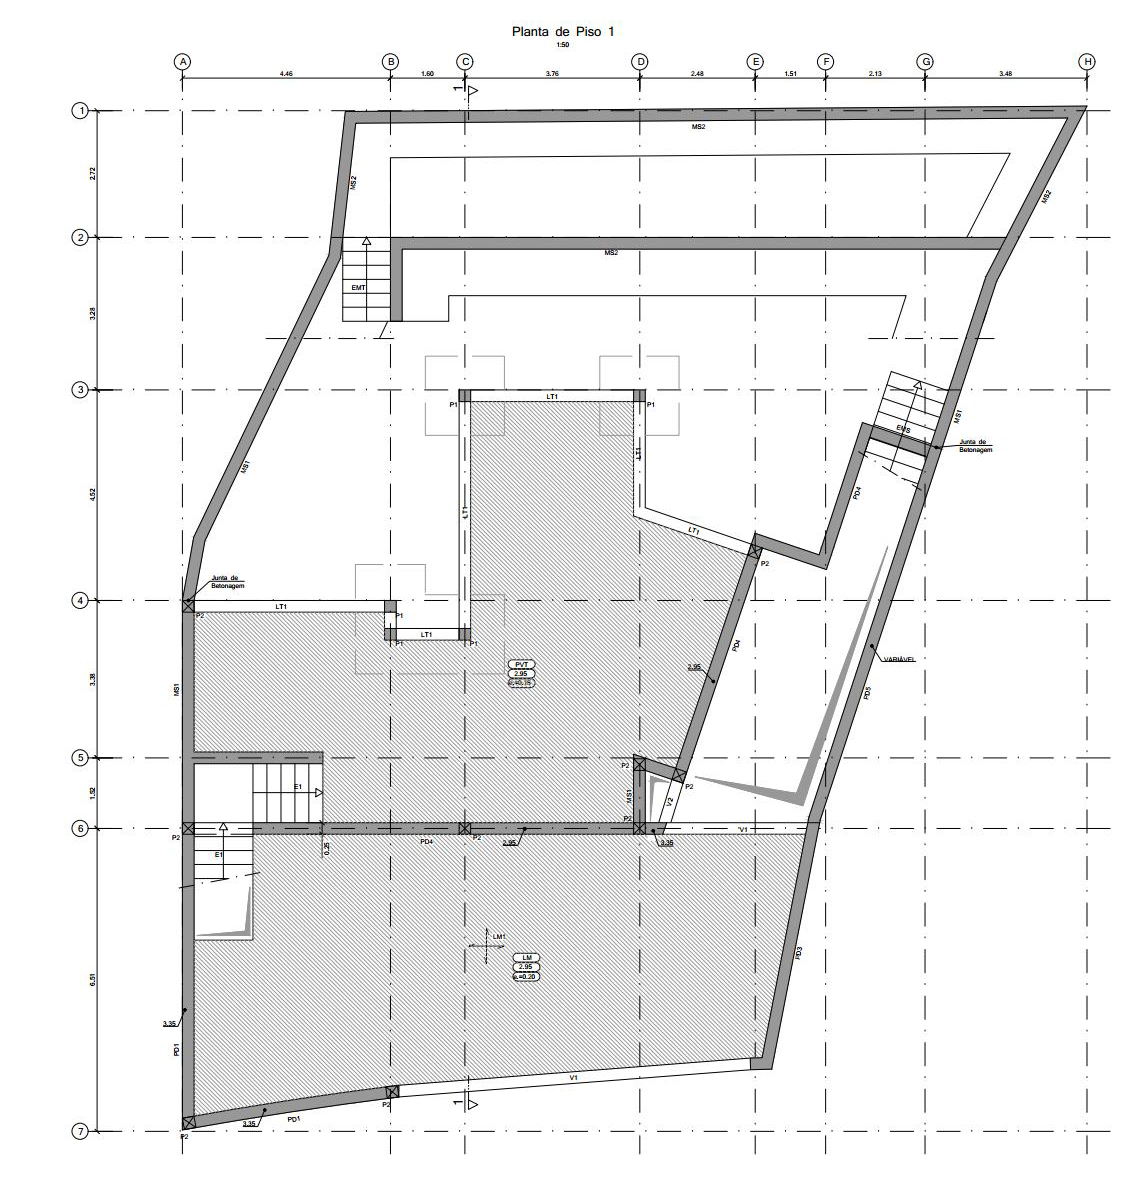 Planta de Piso 1
1:50
A B C D E F G H
4.46 1.60 3.76 2.48 1.51 2.13 3.48
1
1
MS2
2.72
MS2
MS2
2
MS2
EMT
3.28
3
LT1
P1 P1
EMS
MS1
Junta de
Betonagem
LT1
MS1
PD4
4.52
LT1
LT1
P2
Junta de
Betonagem
4
LT1
P2 P1
LT1
P1 P1
PD4
VARIÁVEL
PVT
2.95
2.95
3.38
MS1
PD5
5
P2
P2
E1
1.52
MS1
V2
P2
6
P2
P2
V1
PD4
2.95
3.35
0.25
E1
LM1
PD3
LM
2.95
e.=0.20
6.51
3.35
PD1
V1
P2
1
PD1
3.35
7
P2